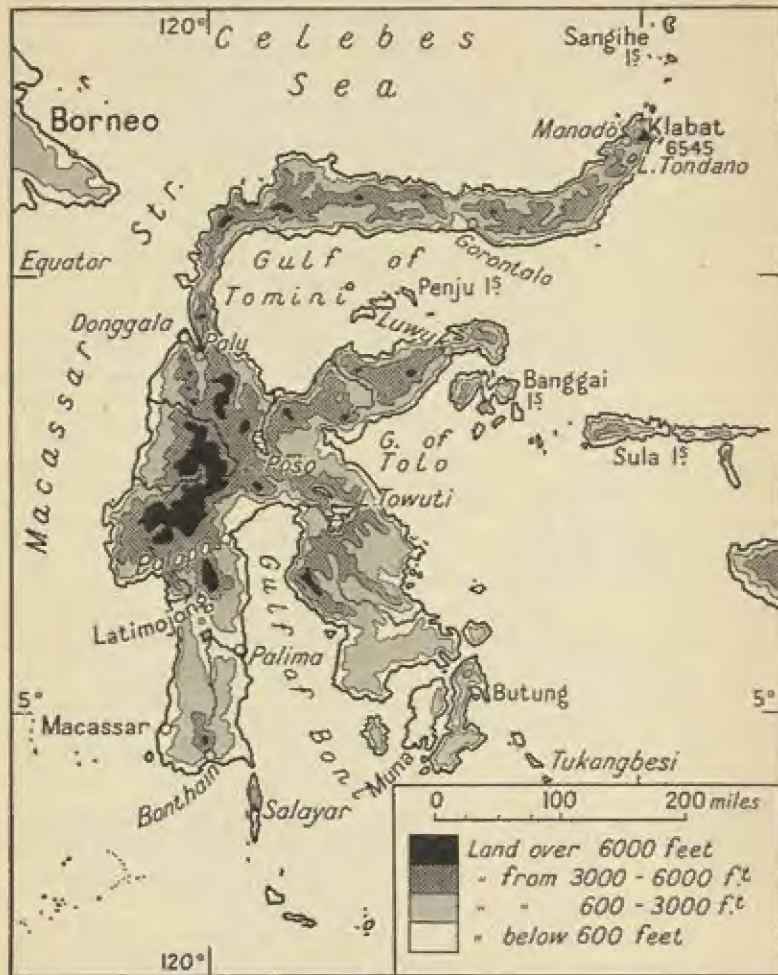 120°
Celebes
Sea
Sangihe
Is
Borneo
Manado
Klabat
6545
L. Tondano
Macassar Str.
Equator
Gulf of
Tomini
Gorontalo
Penju Is
Donggala
Palu
Luwuk
Banggai
Is
G. of
Tolo
Sula Is
Poso
L. Towuti
Latimojong
Gulf of Boni
Palima
5°
5°
Butung
Macassar
Muna
Tukangbesi
Bonthain
Salayar
0 100 200 miles
Land over 6000 feet
" from 3000 - 6000 f.t
" " 600 - 3000 f.t
" below 600 feet
120°